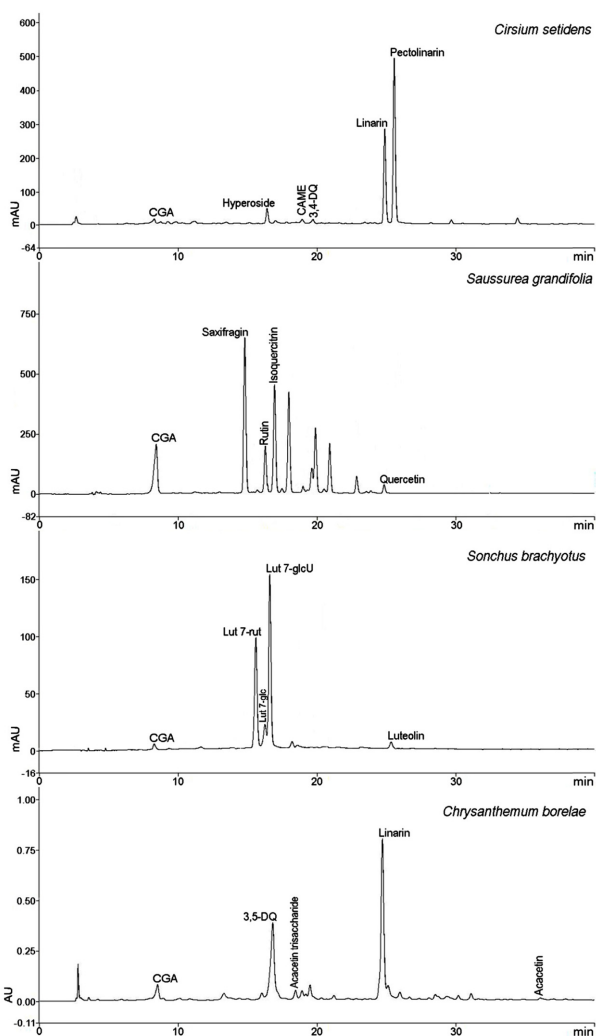 Cirsium setidens
600
500
400
300
200
100
0
-64
mAU
CGA
Hyperoside
CAME
3,4-DQ
Linarin
Pectolinarin
0
10
20
30
min
Saussurea grandifolia
750
500
250
0
-82
mAU
CGA
Saxifragin
Rutin
Isoquercitrin
Quercetin
0
10
20
30
min
Sonchus brachyotus
150
100
50
0
-16
mAU
CGA
Lut 7-rut
Lut 7-glc
Lut 7-glcU
Luteolin
0
10
20
30
min
Chrysanthemum borelae
1.00
0.75
0.50
0.25
0.00
-0.11
AU
CGA
3,5-DQ
Acacetin trisaccharide
Linarin
Acacetin
0
10
20
30
min